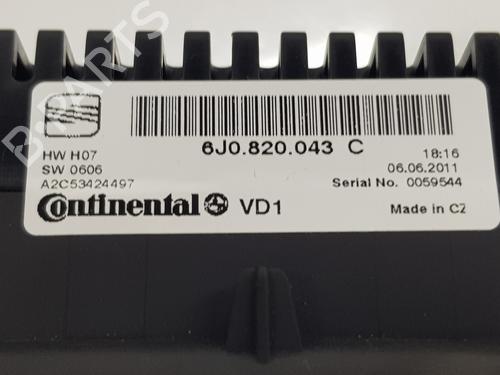 B-PARTS
6J0.820.043 C
HW H07
18:16
SW 0606
06.06.2011
A2C53424497
Serial No. 0059544
Continental VD1
Made in CZ